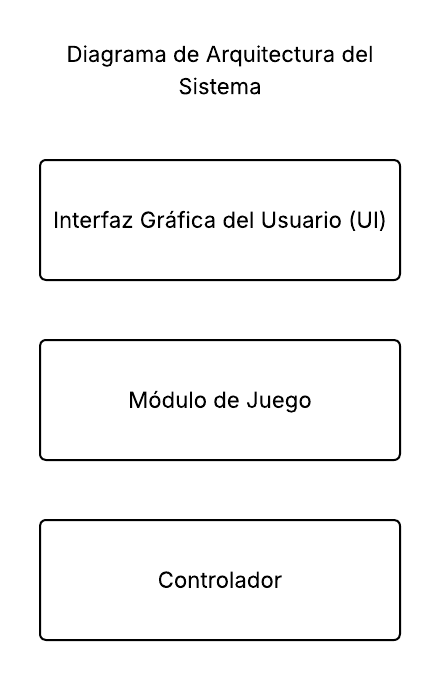 Diagrama de Arquitectura del
Sistema
Interfaz Gráfica del Usuario (UI)
Módulo de Juego
Controlador